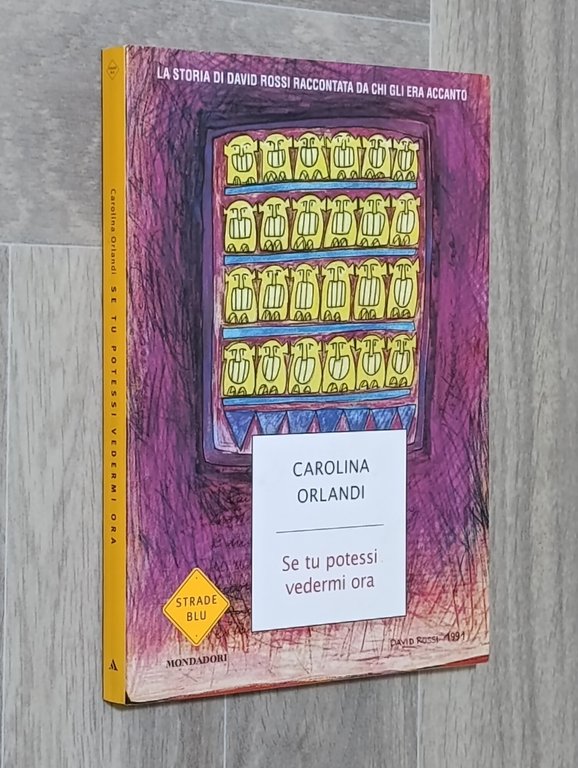 LA STORIA DI DAVID ROSSI RACCONTATA DA CHI GLI ERA ACCANTO
CAROLINA
ORLANDI
Se tu potessi
vedermi ora
STRADE
BLU
MONDADORI
DAVID ROSSI 1991
Carolina Orlandi SE TU POTESSI VEDERMI ORA